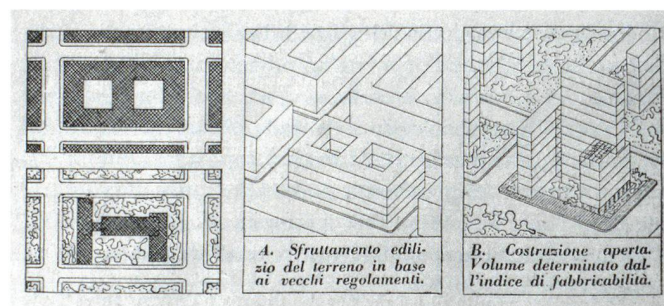 A. Sfruttamento edili-
zio del terreno in base
ai vecchi regolamenti.
B. Costruzione aperta.
Volume determinato dal-
l'indice di fabbricabilità.